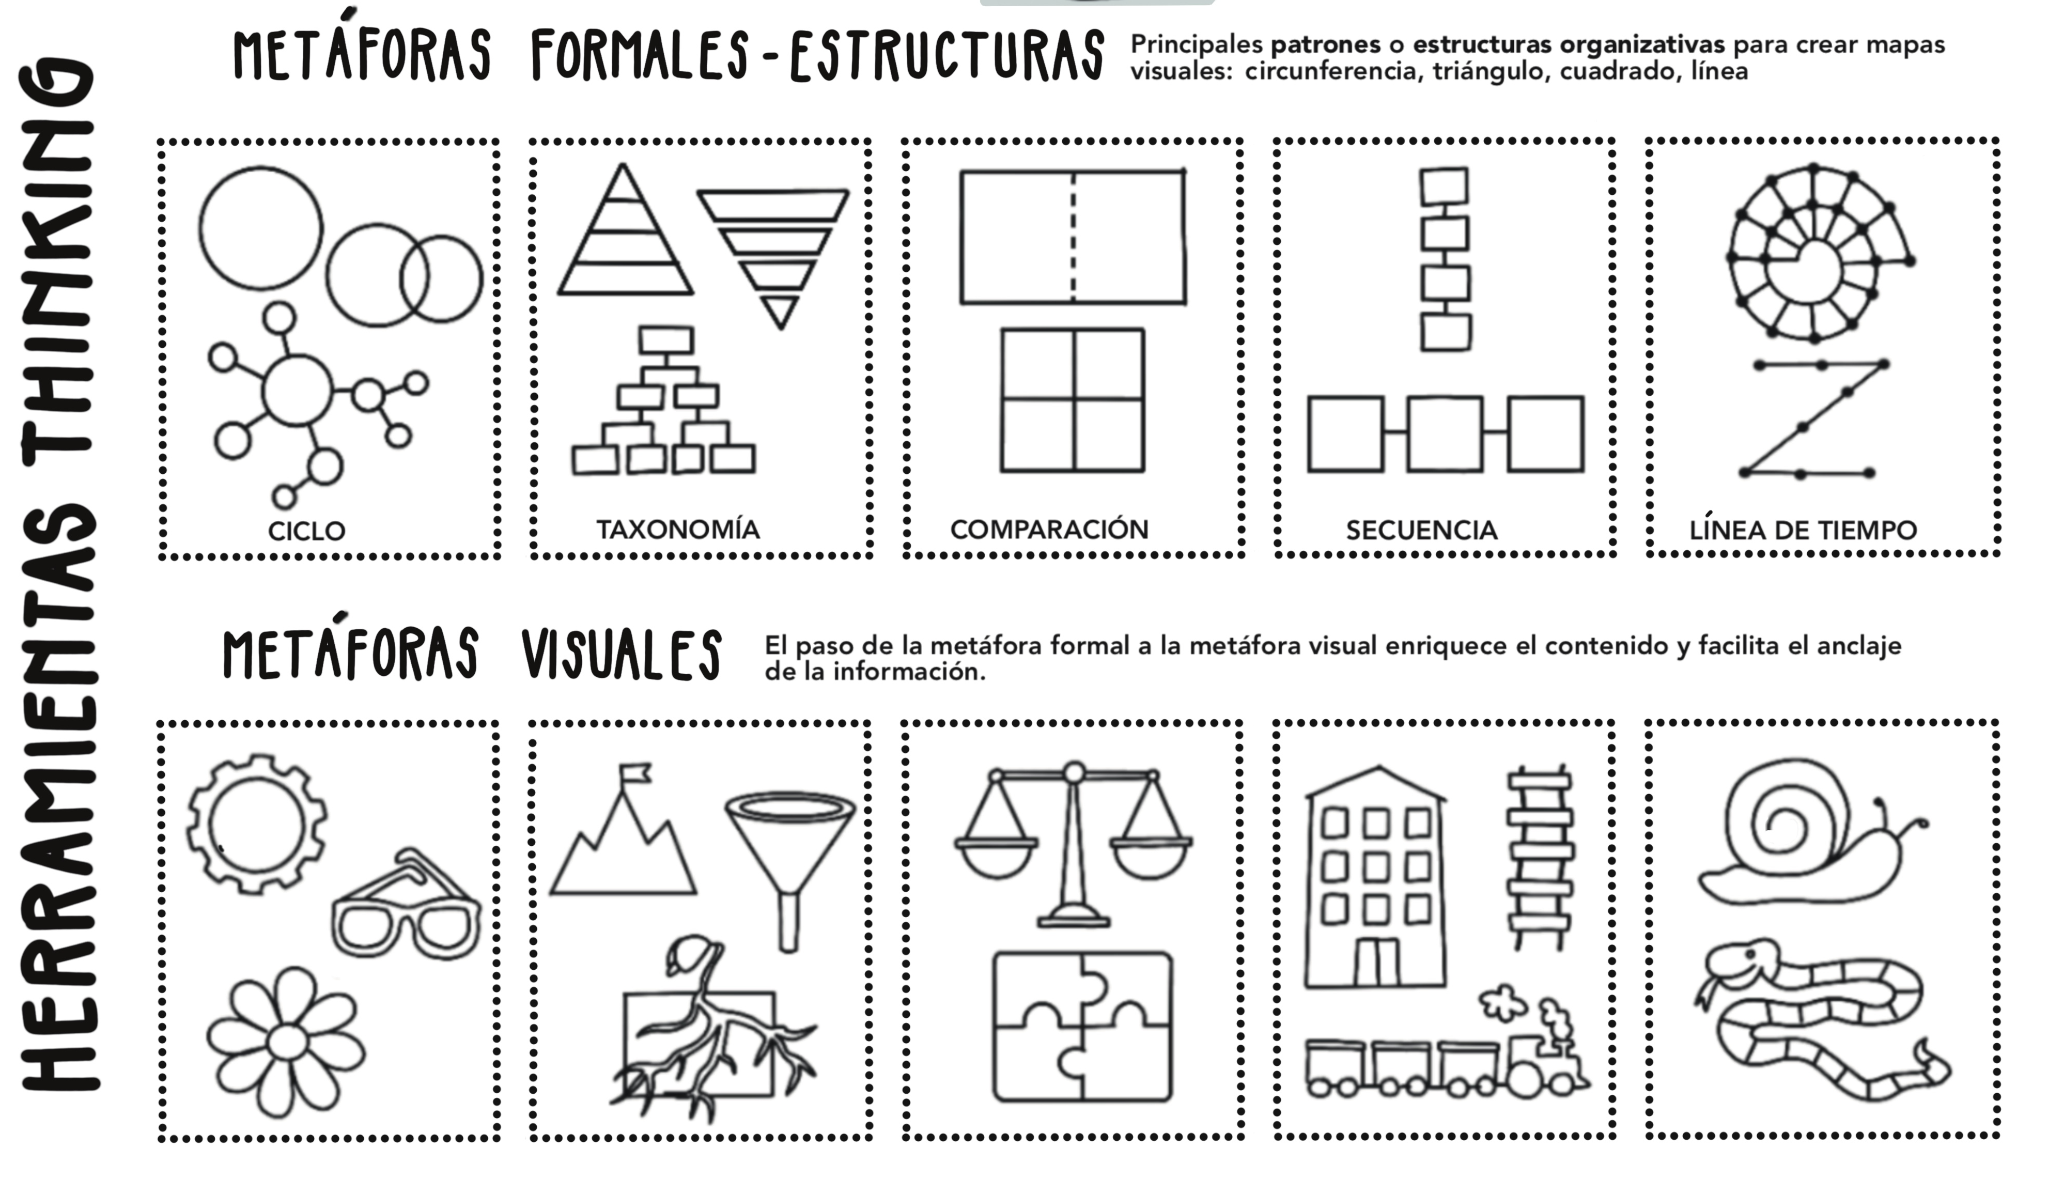 HERRAMIENTAS THINKING
METÁFORAS FORMALES - ESTRUCTURAS
Principales patrones o estructuras organizativas para crear mapas
visuales: circunferencia, triángulo, cuadrado, línea
CICLO
TAXONOMÍA
COMPARACIÓN
SECUENCIA
LÍNEA DE TIEMPO
METÁFORAS VISUALES
El paso de la metáfora formal a la metáfora visual enriquece el contenido y facilita el anclaje
de la información.